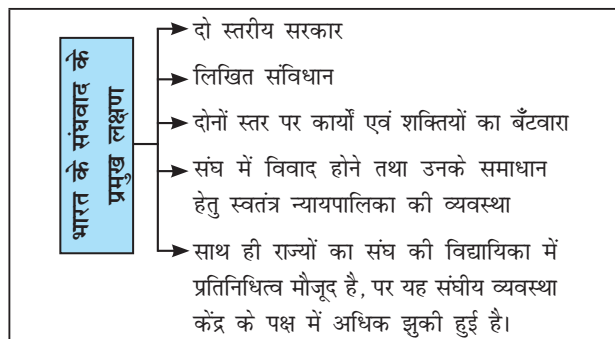 भारत के संघवाद के
प्रमुख लक्षण
दो स्तरीय सरकार
लिखित संविधान
दोनों स्तर पर कार्यों एवं शक्तियों का बँटवारा
संघ में विवाद होने तथा उनके समाधान
हेतु स्वतंत्र न्यायपालिका की व्यवस्था
साथ ही राज्यों का संघ की विद्यायिका में
प्रतिनिधित्व मौजूद है, पर यह संघीय व्यवस्था
केंद्र के पक्ष में अधिक झुकी हुई है।